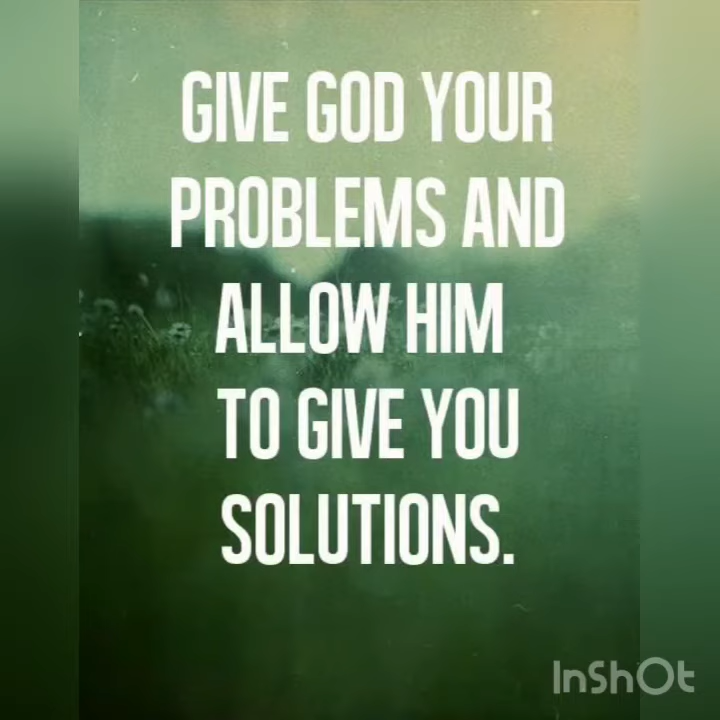 GIVE GOD YOUR
PROBLEMS AND
ALLOW HIM
TO GIVE YOU
SOLUTIONS.
InShOt